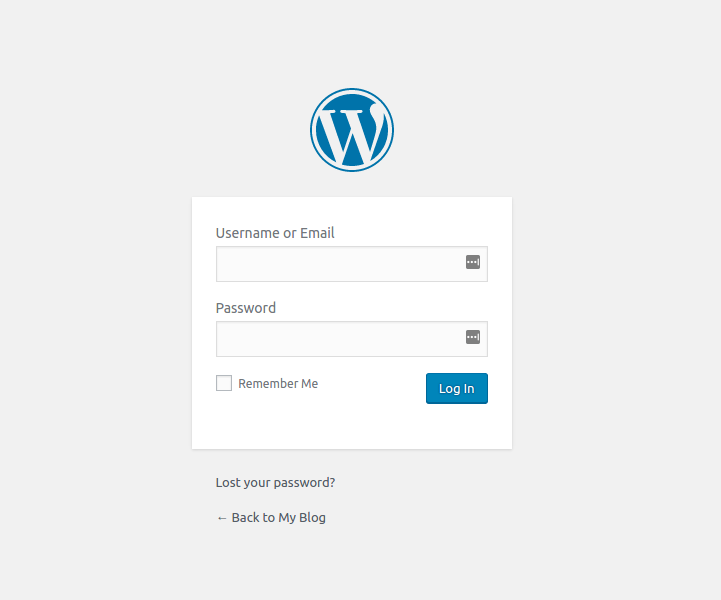 Username or Email
Password
Remember Me
Log In
Lost your password?
← Back to My Blog